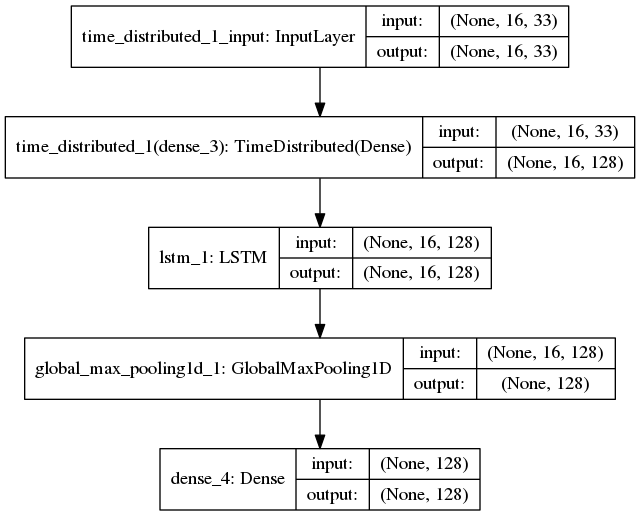 time_distributed_1_input: InputLayer
input: (None, 16, 33)
output: (None, 16, 33)
time_distributed_1(dense_3): TimeDistributed(Dense)
input: (None, 16, 33)
output: (None, 16, 128)
lstm_1: LSTM
input: (None, 16, 128)
output: (None, 16, 128)
global_max_pooling1d_1: GlobalMaxPooling1D
input: (None, 16, 128)
output: (None, 128)
dense_4: Dense
input: (None, 128)
output: (None, 128)